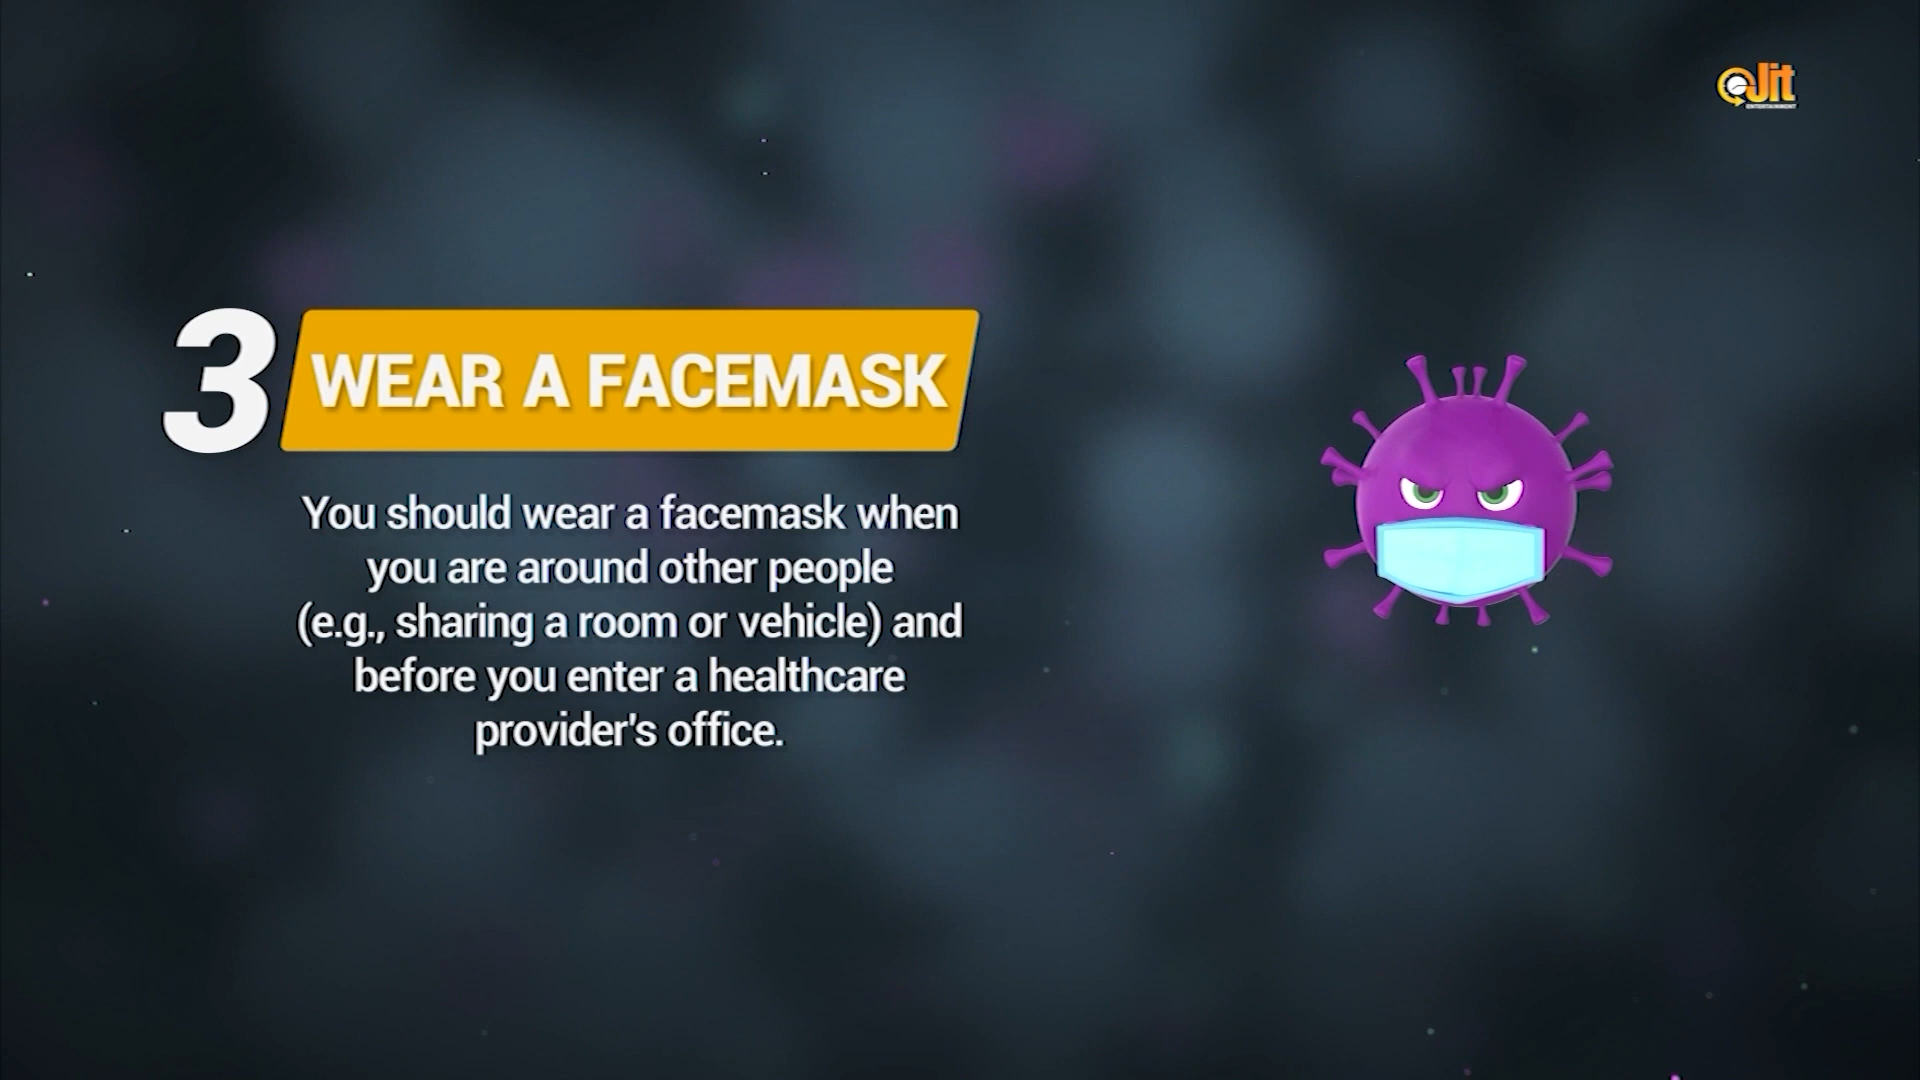 Jit
ENTERTAINMENT
3 WEAR A FACEMASK
You should wear a facemask when
you are around other people
(e.g., sharing a room or vehicle) and
before you enter a healthcare
provider's office.